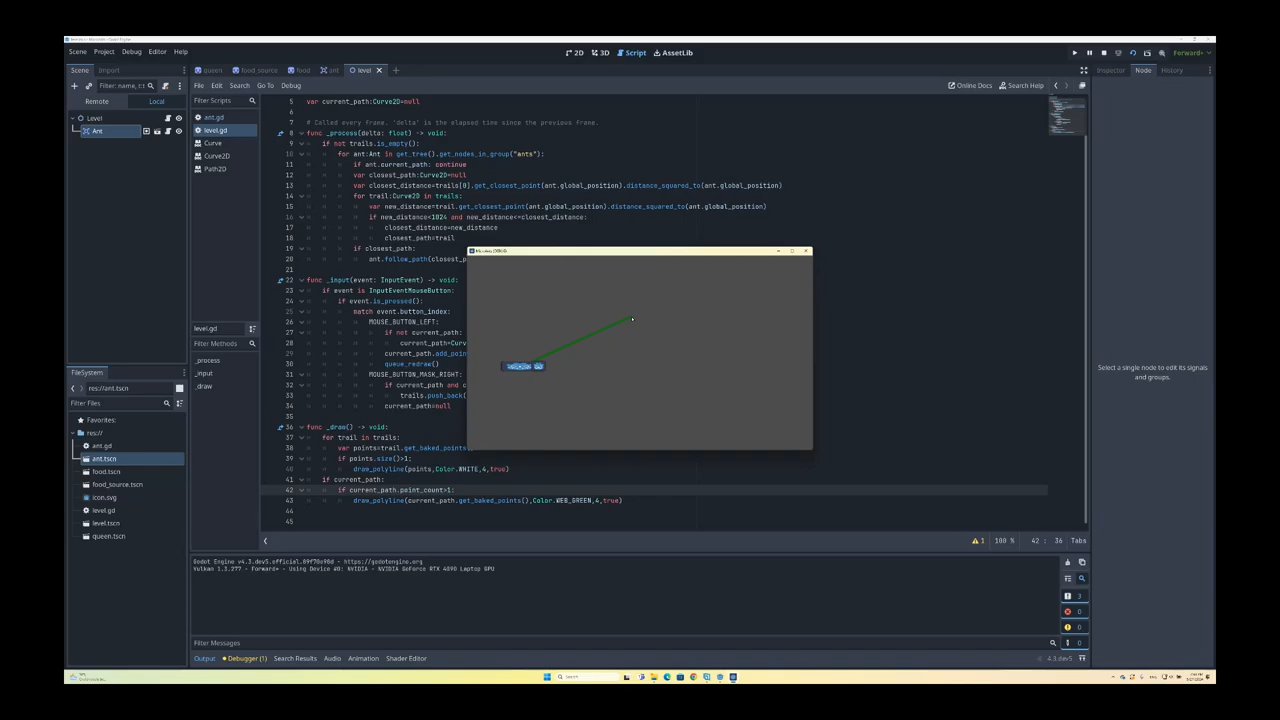 Scene Project Debug Editor Help
2D 3D Script AssetLib
Forward+
Scene Import
queen food_source food ant level
Inspector Node History
Filter: name, t:t
File Edit Search Go To Debug
Online Docs Search Help
Remote Local
Filter Scripts
Level
Ant
ant.gd
level.gd
Curve
Curve2D
Path2D
level.gd
Filter Methods
_process
_input
_draw
5 var current_path:Curve2D=null
6
7 # Called every frame. 'delta' is the elapsed time since the previous frame.
8 func _process(delta: float) -> void:
9 if not trails.is_empty():
10 for ant:Ant in get_tree().get_nodes_in_group("ants"):
11 if ant.current_path: continue
12 var closest_path:Curve2D=null
13 var closest_distance=trails[0].get_closest_point(ant.global_position).distance_squared_to(ant.global_position)
14 for trail:Curve2D in trails:
15 var new_distance=trail.get_closest_point(ant.global_position).distance_squared_to(ant.global_position)
16 if new_distance<1024 and new_distance<=closest_distance:
17 closest_distance=new_distance
18 closest_path=trail
19 if closest_path:
20 ant.follow_path(closest_p
21
22 func _input(event: InputEvent) -> void:
23 if event is InputEventMouseButton:
24 if event.is_pressed():
25 match event.button_index:
26 MOUSE_BUTTON_LEFT:
27 if not current_path:
28 current_path=Curv
29 current_path.add_poin
30 queue_redraw()
31 MOUSE_BUTTON_MASK_RIGHT:
32 if current_path and c
33 trails.push_back(
34 current_path=null
35
36 func _draw() -> void:
37 for trail in trails:
38 var points=trail.get_baked_points
39 if points.size()>1:
40 draw_polyline(points,Color.WHITE,4,true)
41 if current_path:
42 if current_path.point_count>1:
43 draw_polyline(current_path.get_baked_points(),Color.WEB_GREEN,4,true)
44
45
Select a single node to edit its signals
and groups.
FileSystem
res://ant.tscn
Filter Files
Favorites:
res://
ant.gd
ant.tscn
food.tscn
food_source.tscn
icon.svg
level.gd
level.tscn
queen.tscn
1 100 % 42 : 36 Tabs
Godot Engine v4.3.dev5.official.89f70e98d - https://godotengine.org
Vulkan 1.3.277 - Forward+ - Using Device #0: NVIDIA - NVIDIA GeForce RTX 4090 Laptop GPU
3
0
0
0
Filter Messages
Output Debugger (1) Search Results Audio Animation Shader Editor
4.3.dev5
Search